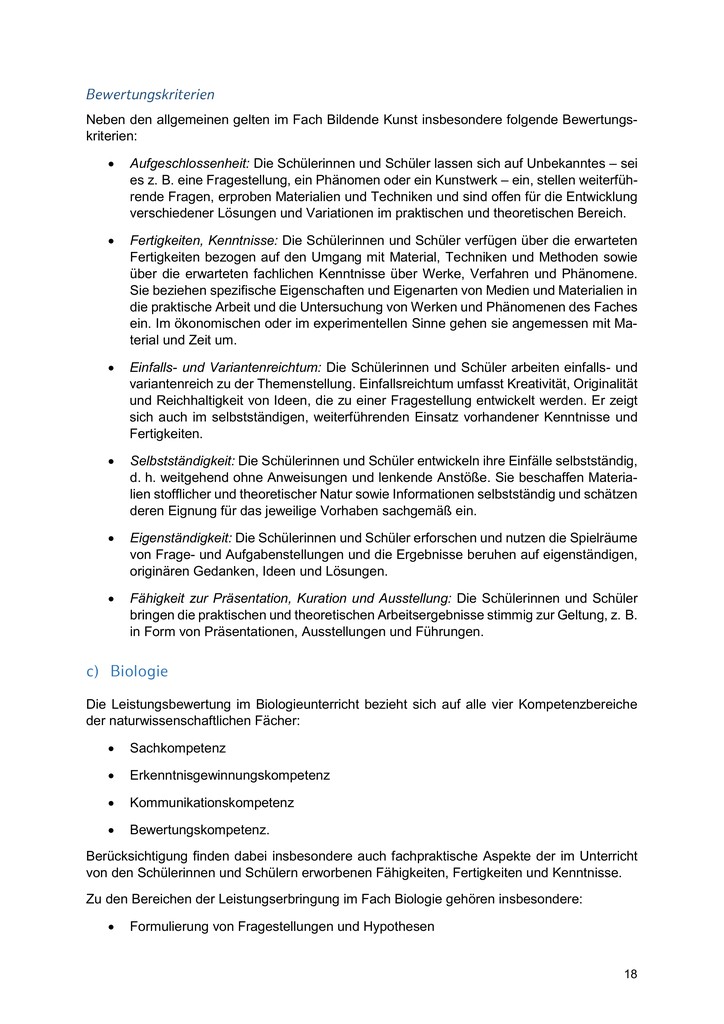 Bewertungskriterien
Neben den allgemeinen gelten im Fach Bildende Kunst insbesondere folgende Bewertungs-
kriterien:
• Aufgeschlossenheit: Die Schülerinnen und Schüler lassen sich auf Unbekanntes – sei
es z. B. eine Fragestellung, ein Phänomen oder ein Kunstwerk – ein, stellen weiterfüh-
rende Fragen, erproben Materialien und Techniken und sind offen für die Entwicklung
verschiedener Lösungen und Variationen im praktischen und theoretischen Bereich.
• Fertigkeiten, Kenntnisse: Die Schülerinnen und Schüler verfügen über die erwarteten
Fertigkeiten bezogen auf den Umgang mit Material, Techniken und Methoden sowie
über die erwarteten fachlichen Kenntnisse über Werke, Verfahren und Phänomene.
Sie beziehen spezifische Eigenschaften und Eigenarten von Medien und Materialien in
die praktische Arbeit und die Untersuchung von Werken und Phänomenen des Faches
ein. Im ökonomischen oder im experimentellen Sinne gehen sie angemessen mit Ma-
terial und Zeit um.
• Einfalls- und Variantenreichtum: Die Schülerinnen und Schüler arbeiten einfalls- und
variantenreich zu der Themenstellung. Einfallsreichtum umfasst Kreativität, Originalität
und Reichhaltigkeit von Ideen, die zu einer Fragestellung entwickelt werden. Er zeigt
sich auch im selbstständigen, weiterführenden Einsatz vorhandener Kenntnisse und
Fertigkeiten.
• Selbstständigkeit: Die Schülerinnen und Schüler entwickeln ihre Einfälle selbstständig,
d. h. weitgehend ohne Anweisungen und lenkende Anstöße. Sie beschaffen Materia-
lien stofflicher und theoretischer Natur sowie Informationen selbstständig und schätzen
deren Eignung für das jeweilige Vorhaben sachgemäß ein.
• Eigenständigkeit: Die Schülerinnen und Schüler erforschen und nutzen die Spielräume
von Frage- und Aufgabenstellungen und die Ergebnisse beruhen auf eigenständigen,
originären Gedanken, Ideen und Lösungen.
• Fähigkeit zur Präsentation, Kuration und Ausstellung: Die Schülerinnen und Schüler
bringen die praktischen und theoretischen Arbeitsergebnisse stimmig zur Geltung, z. B.
in Form von Präsentationen, Ausstellungen und Führungen.
c) Biologie
Die Leistungsbewertung im Biologieunterricht bezieht sich auf alle vier Kompetenzbereiche
der naturwissenschaftlichen Fächer:
• Sachkompetenz
• Erkenntnisgewinnungskompetenz
• Kommunikationskompetenz
• Bewertungskompetenz.
Berücksichtigung finden dabei insbesondere auch fachpraktische Aspekte der im Unterricht
von den Schülerinnen und Schülern erworbenen Fähigkeiten, Fertigkeiten und Kenntnisse.
Zu den Bereichen der Leistungserbringung im Fach Biologie gehören insbesondere:
• Formulierung von Fragestellungen und Hypothesen
18